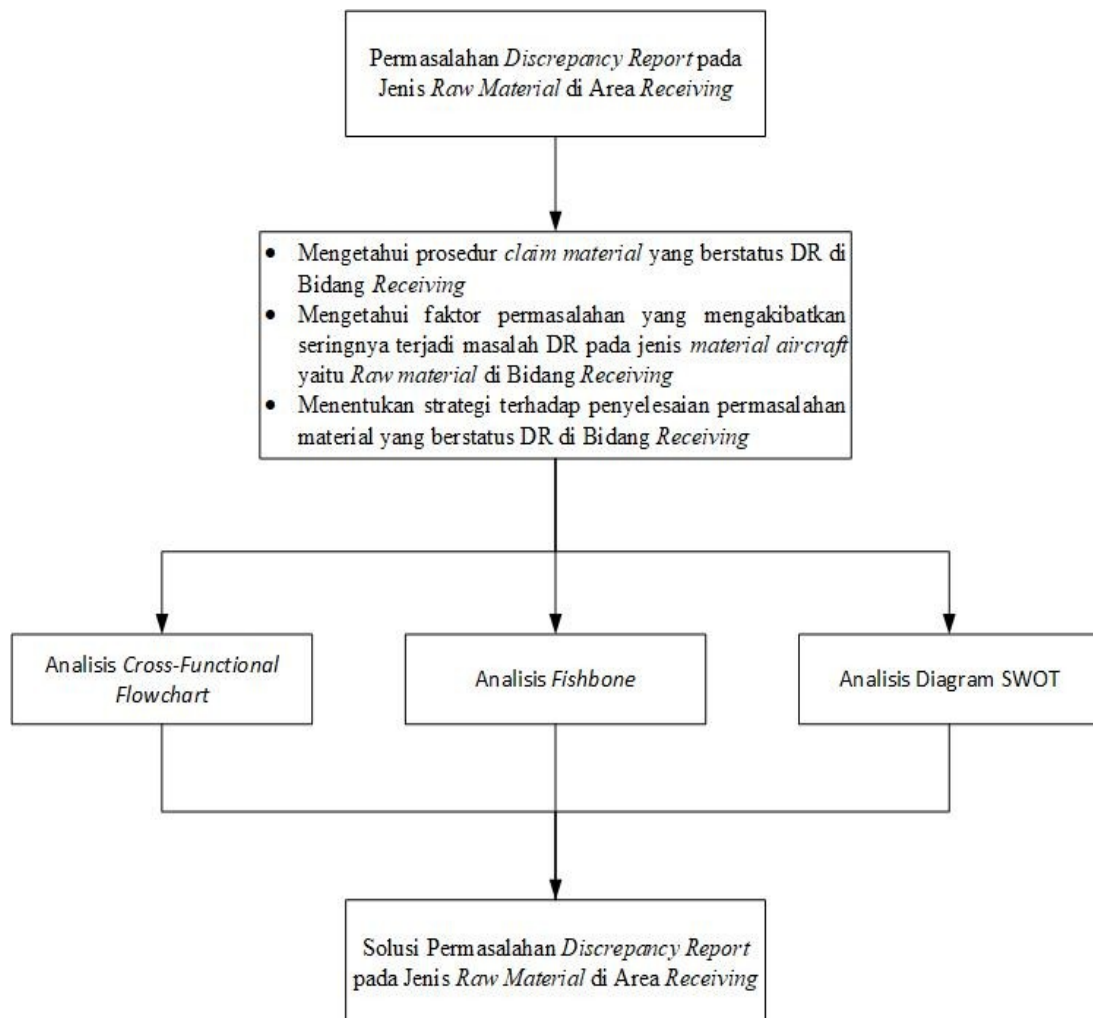 Permasalahan Discrepancy Report pada
Jenis Raw Material di Area Receiving
• Mengetahui prosedur claim material yang berstatus DR di
Bidang Receiving
• Mengetahui faktor permasalahan yang mengakibatkan
seringnya terjadi masalah DR pada jenis material aircraft
yaitu Raw material di Bidang Receiving
• Menentukan strategi terhadap penyelesaian permasalahan
material yang berstatus DR di Bidang Receiving
Analisis Cross-Functional
Flowchart
Analisis Fishbone
Analisis Diagram SWOT
Solusi Permasalahan Discrepancy Report
pada Jenis Raw Material di Area Receiving